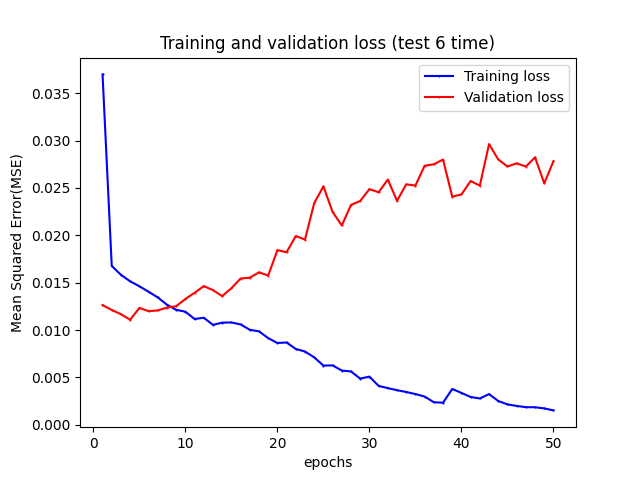 Training and validation loss (test 6 time)
Training loss
Validation loss
0.035
0.030
0.025
0.020
0.015
0.010
0.005
0.000
Mean Squared Error(MSE)
0
10
20
30
40
50
epochs